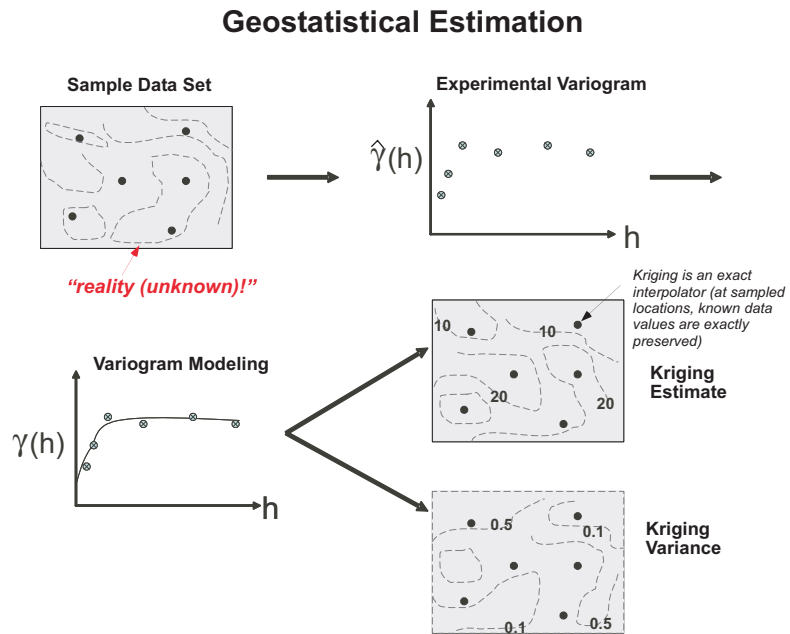 Geostatistical Estimation
Sample Data Set
Experimental Variogram
γ̂(h)
h
"reality (unknown)!"
Kriging is an exact
interpolator (at sampled
locations, known data
values are exactly
preserved)
10
10
20
20
Kriging
Estimate
Variogram Modeling
γ(h)
h
0.5
0.1
0.1
0.5
Kriging
Variance